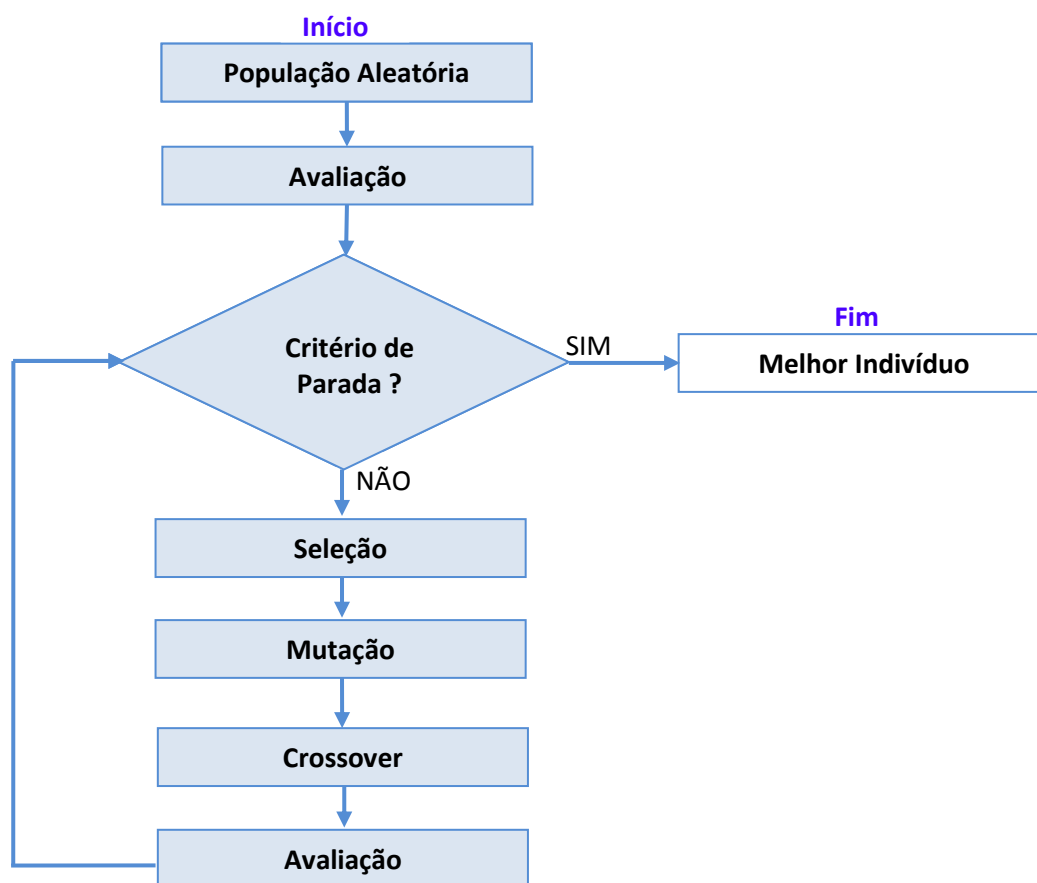 Início
População Aleatória
Avaliação
Critério de
Parada ?
SIM
Fim
Melhor Indivíduo
NÃO
Seleção
Mutação
Crossover
Avaliação